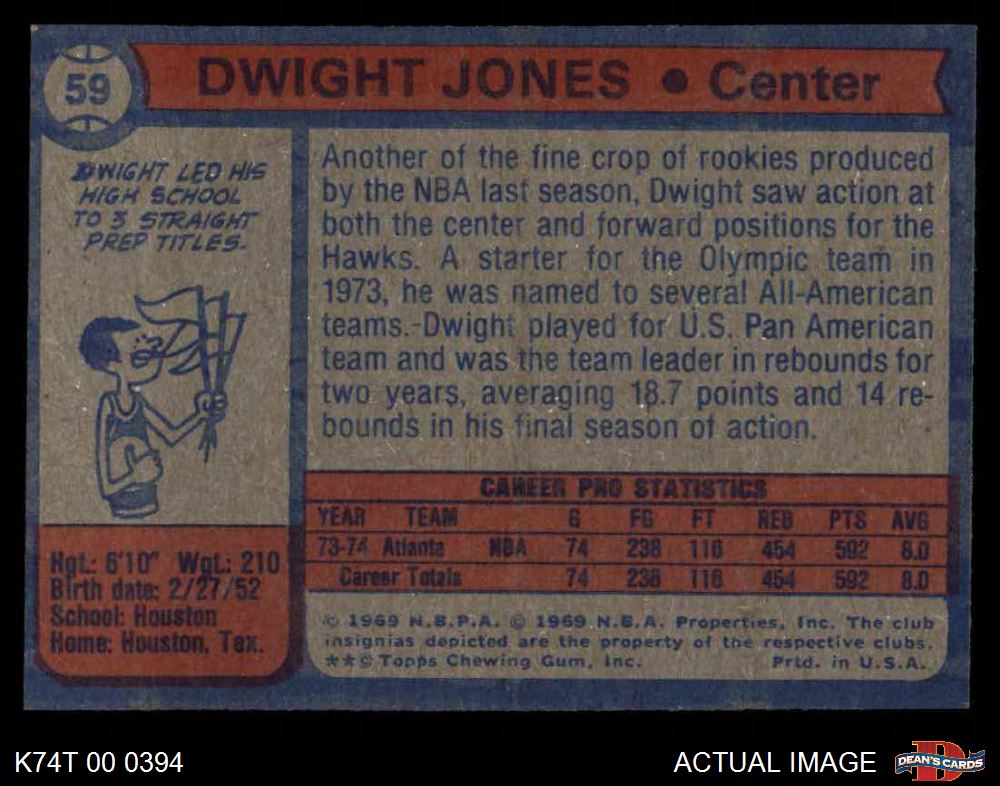 59
DWIGHT JONES • Center
DWIGHT LED HIS
HIGH SCHOOL
TO 3 STRAIGHT
PREP TITLES.
Another of the fine crop of rookies produced
by the NBA last season, Dwight saw action at
both the center and forward positions for the
Hawks. A starter for the Olympic team in
1973, he was named to several All-American
teams. Dwight played for U.S. Pan American
team and was the team leader in rebounds for
two years, averaging 18.7 points and 14 re-
bounds in his final season of action.
Hgt.: 6'10" Wgt.: 210
Birth date: 2/27/52
School: Houston
Home: Houston, Tex.
CAREER PRO STATISTICS
YEAR TEAM G FG FT REB PTS AVG
73-74 Atlanta NBA 74 238 116 454 592 8.0
Career Totals 74 238 116 454 592 8.0
© 1969 N.B.P.A. © 1969 N.B.A. Properties, Inc. The club
insignias depicted are the property of the respective clubs.
**© Topps Chewing Gum, Inc. Prtd. in U.S.A.
K74T 00 0394
ACTUAL IMAGE
D
DEAN'S CARDS